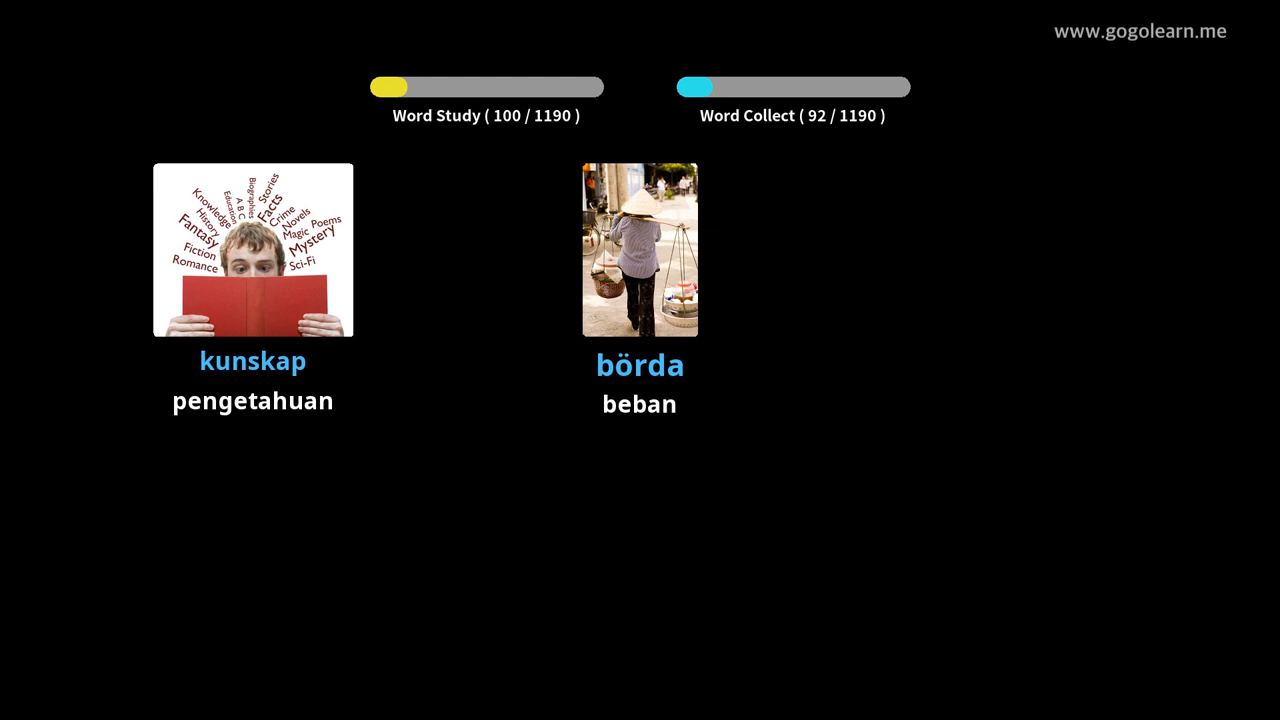 www.gogolearn.me
Word Study ( 100 / 1190 )
Word Collect ( 92 / 1190 )
Stories
Biographies
Facts
A B C
Education
Knowledge
Crime
History
Novels
Fantasy
Poems
Magic
Mystery
Fiction
Sci-Fi
Romance
kunskap
börda
pengetahuan
beban